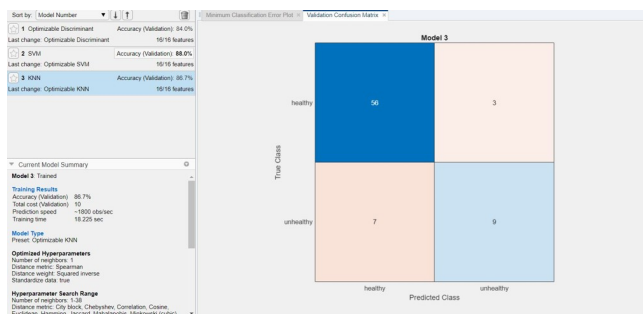 Sort by: Model Number
1 Optimizable Discriminant Accuracy (Validation): 84.0%
Last change: Optimizable Discriminant 16/16 features
2 SVM Accuracy (Validation): 88.0%
Last change: Optimizable SVM 16/16 features
3 KNN Accuracy (Validation): 86.7%
Last change: Optimizable KNN 16/16 features
Current Model Summary
Model 3: Trained
Training Results
Accuracy (Validation) 86.7%
Total cost (Validation) 10
Prediction speed ~1800 obs/sec
Training time 18.225 sec
Model Type
Preset: Optimizable KNN
Optimized Hyperparameters
Number of neighbors: 1
Distance metric: Spearman
Distance weight: Squared inverse
Standardize data: true
Hyperparameter Search Range
Number of neighbors: 1-38
Distance metric: City block, Chebyshev, Correlation, Cosine,
Euclidean, Hamming, Jaccard, Mahalanobis, Minkowski (cubic)
Minimum Classification Error Plot × Validation Confusion Matrix ×
Model 3
True Class
healthy
56 3
unhealthy
7 9
healthy unhealthy
Predicted Class